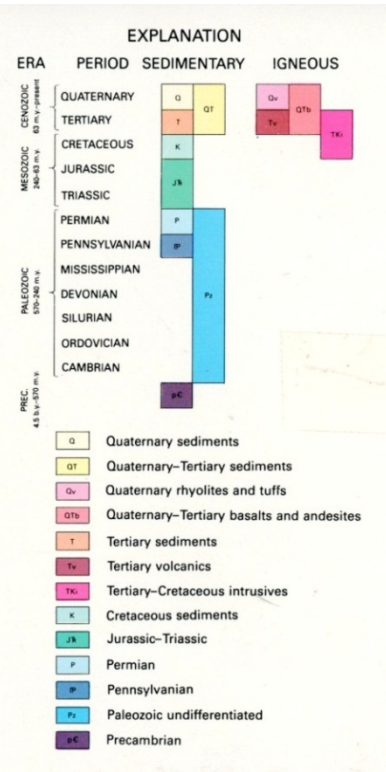 EXPLANATION
ERA PERIOD SEDIMENTARY IGNEOUS
CENOZOIC
63 m.y.-present
QUATERNARY Q QT Qv QTb
TERTIARY T Tv TKi
MESOZOIC
240-63 m.y.
CRETACEOUS K
JURASSIC
J૨
TRIASSIC
PALEOZOIC
570-240 m.y.
PERMIAN P
PENNSYLVANIAN IP
MISSISSIPPIAN
DEVONIAN Pz
SILURIAN
ORDOVICIAN
CAMBRIAN
PREC.
4.5 b.y.-570 m.y.
p€
Q Quaternary sediments
QT Quaternary–Tertiary sediments
Qv Quaternary rhyolites and tuffs
QTb Quaternary–Tertiary basalts and andesites
T Tertiary sediments
Tv Tertiary volcanics
TKi Tertiary–Cretaceous intrusives
K Cretaceous sediments
J૨ Jurassic–Triassic
P Permian
IP Pennsylvanian
Pz Paleozoic undifferentiated
p€ Precambrian